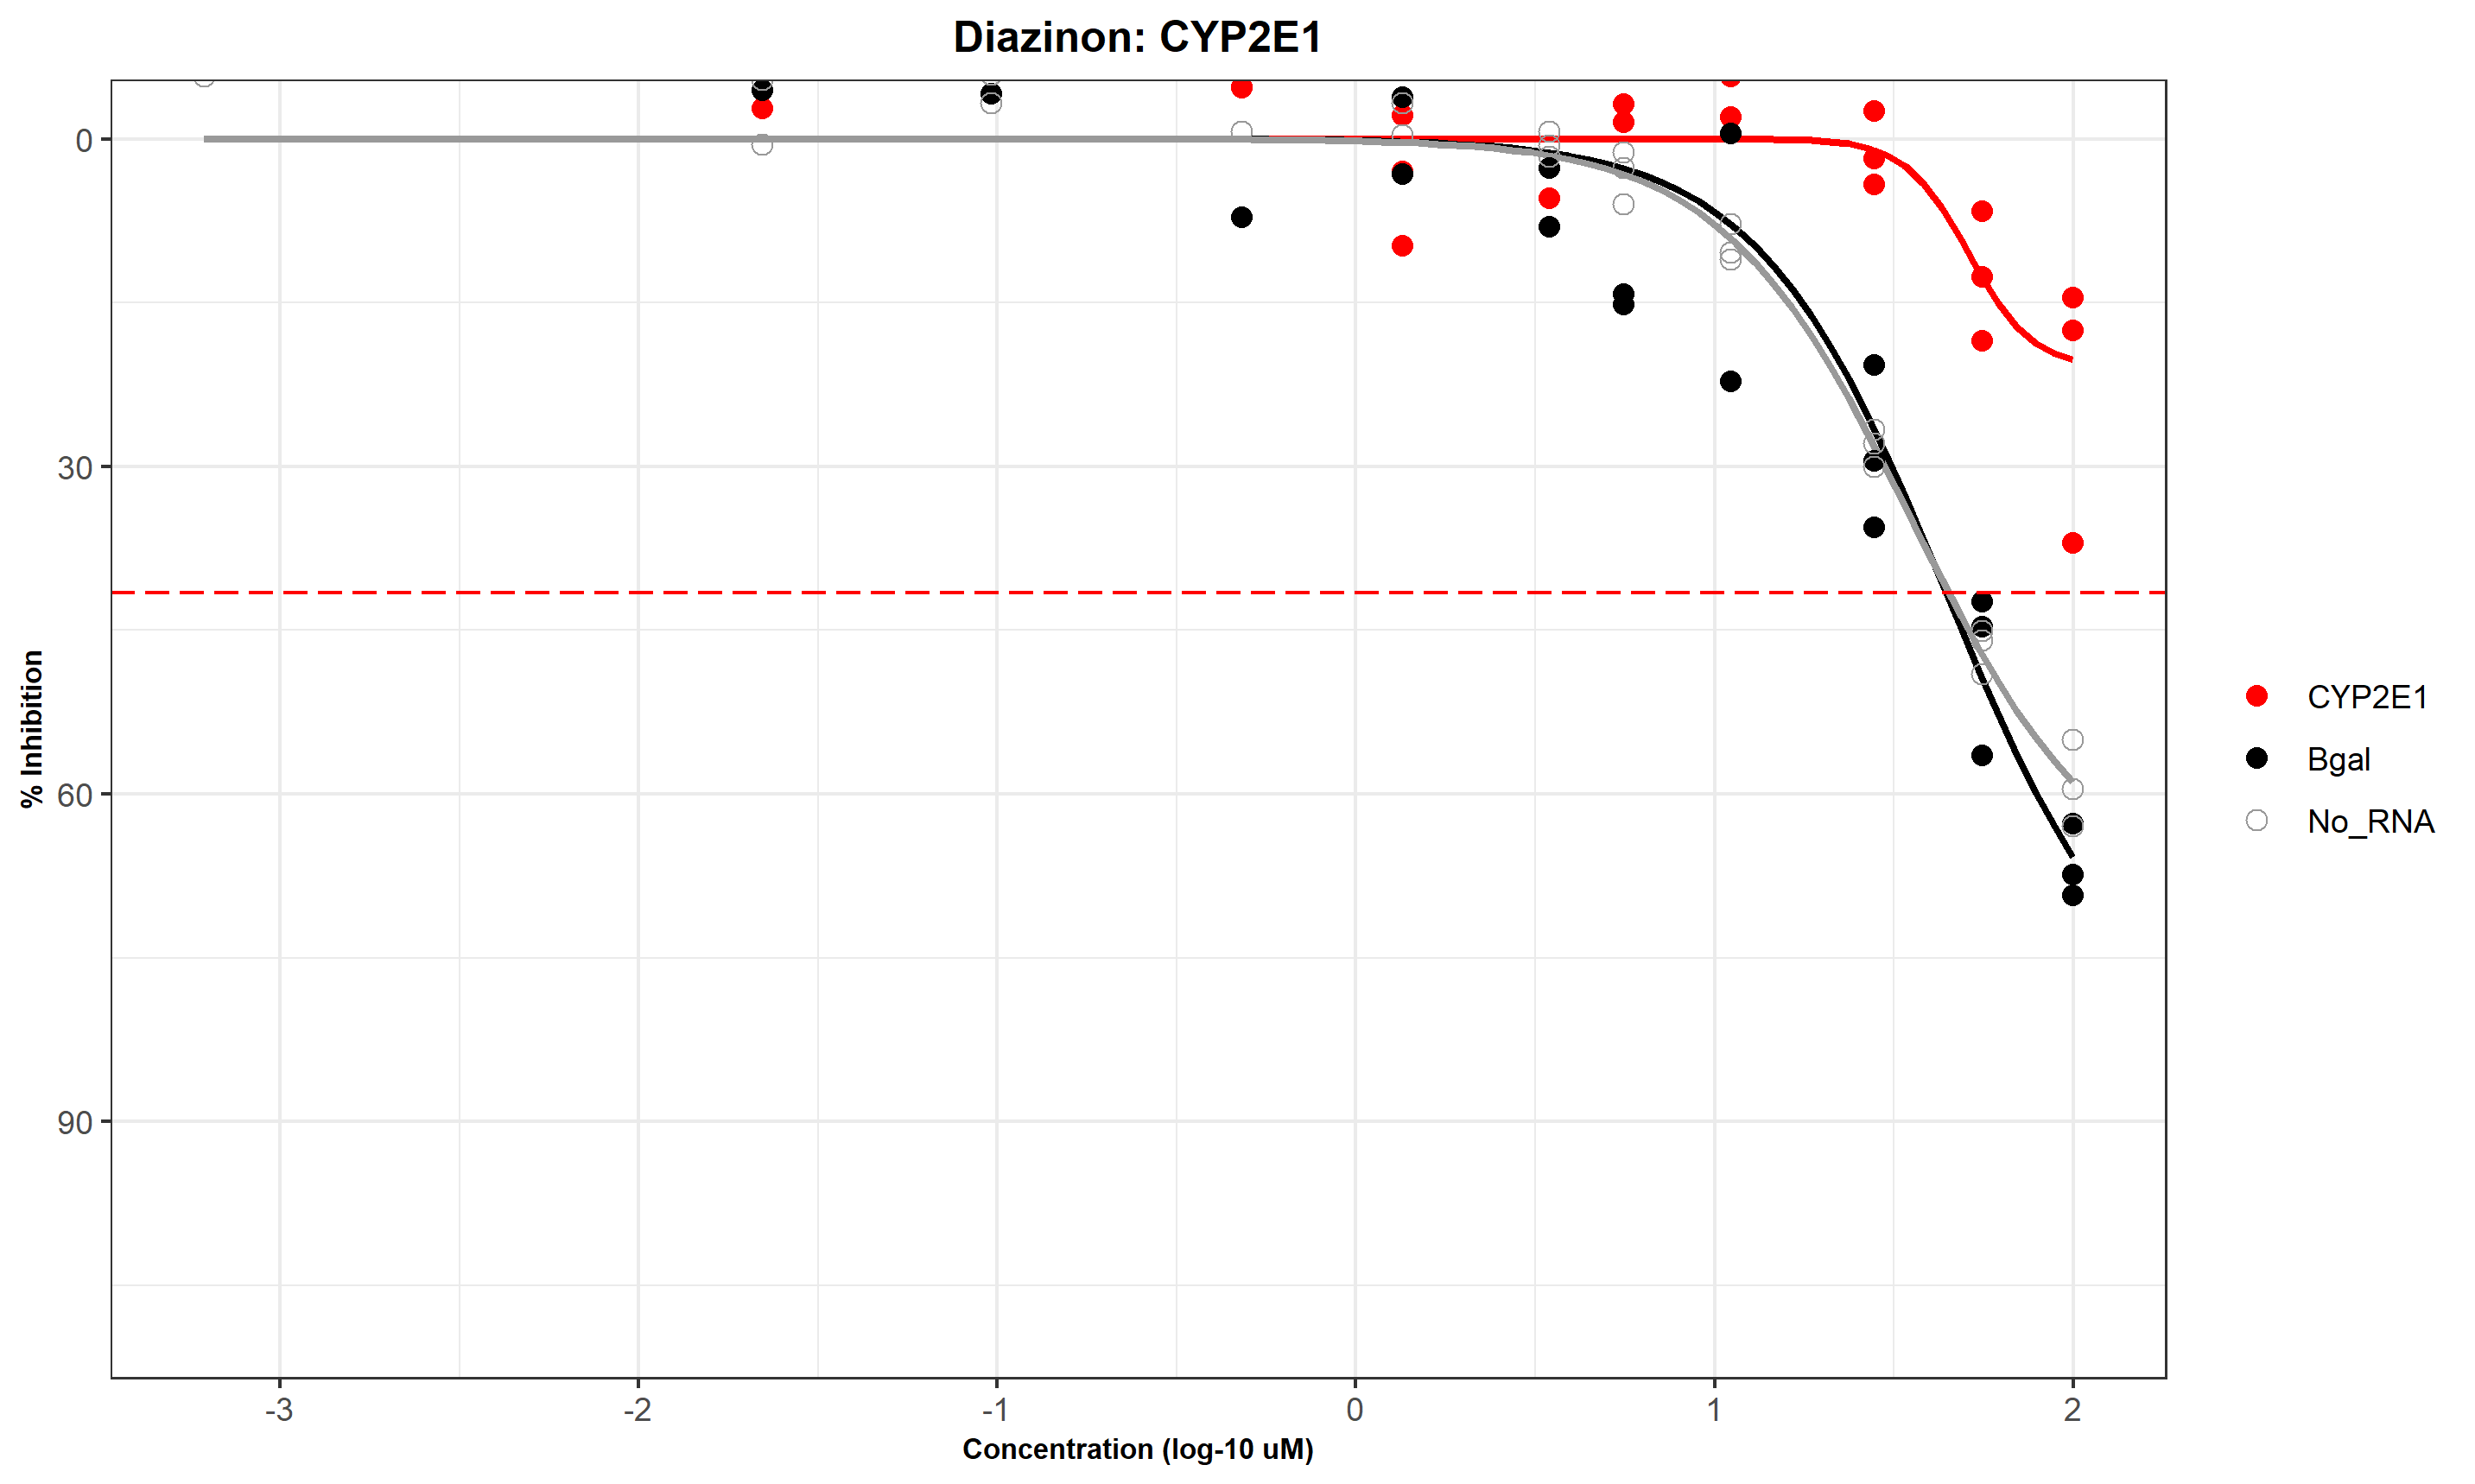 Diazinon: CYP2E1
% Inhibition
0
30
60
90
-3
-2
-1
0
1
2
Concentration (log-10 uM)
CYP2E1
Bgal
No_RNA